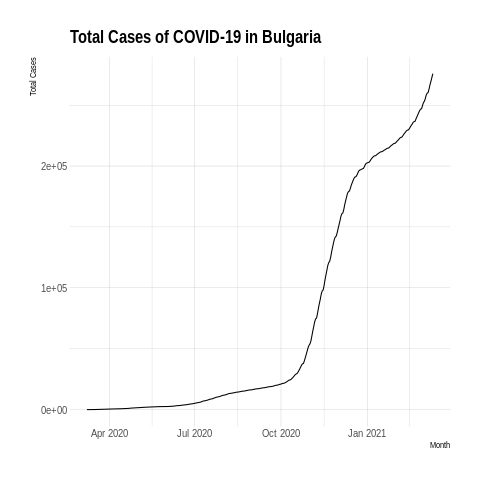 Total Cases of COVID-19 in Bulgaria
Total Cases
2e+05
1e+05
0e+00
Apr 2020
Jul 2020
Oct 2020
Jan 2021
Month